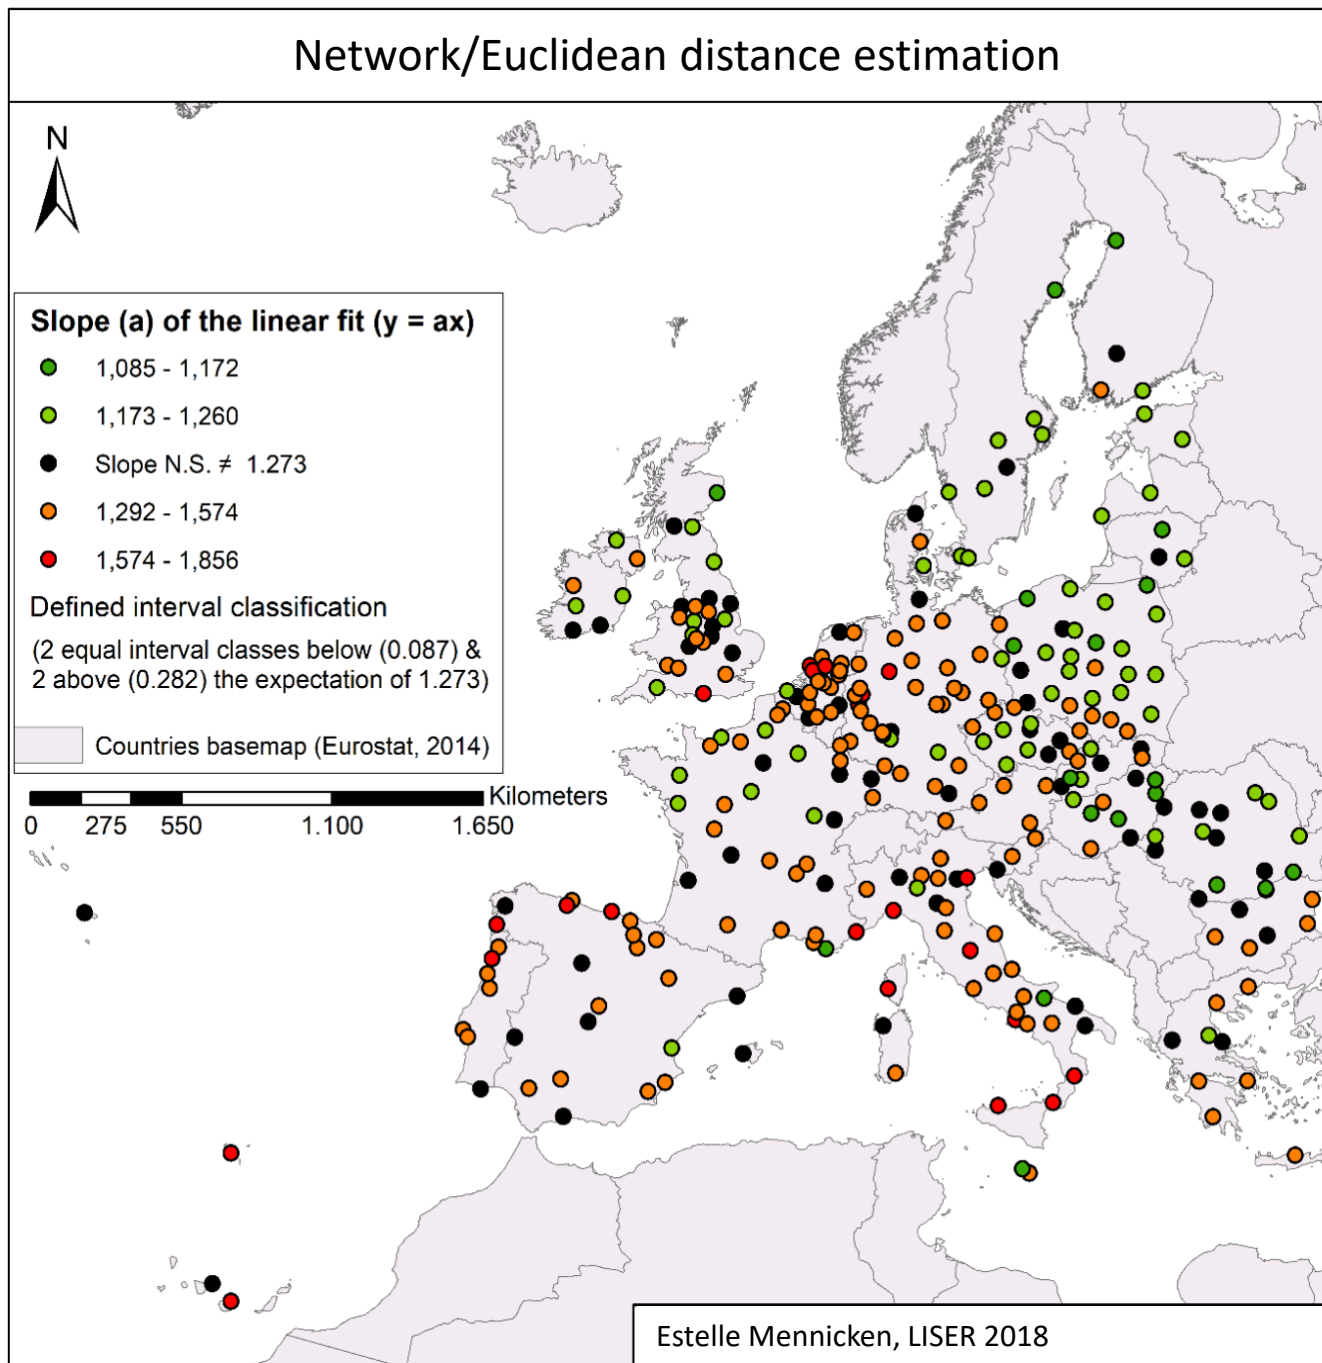 Network/Euclidean distance estimation
N
Slope (a) of the linear fit (y = ax)
1,085 - 1,172
1,173 - 1,260
Slope N.S. ≠ 1.273
1,292 - 1,574
1,574 - 1,856
Defined interval classification
(2 equal interval classes below (0.087) &
2 above (0.282) the expectation of 1.273)
Countries basemap (Eurostat, 2014)
Kilometers
0 275 550 1.100 1.650
Estelle Mennicken, LISER 2018